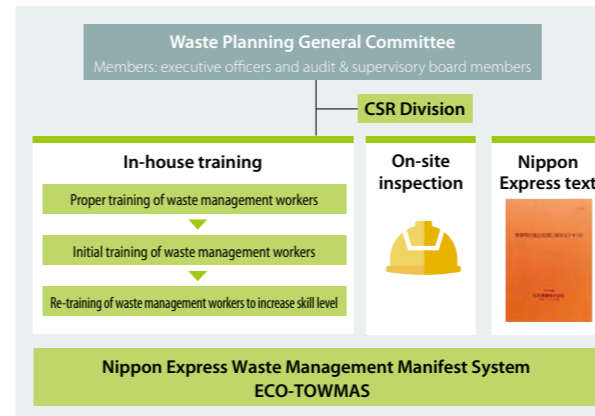 Waste Planning General Committee
Members: executive officers and audit & supervisory board members
CSR Division
In-house training
Proper training of waste management workers
Initial training of waste management workers
Re-training of waste management workers to increase skill level
On-site
inspection
Nippon
Express text
Nippon Express Waste Management Manifest System
ECO-TOWMAS